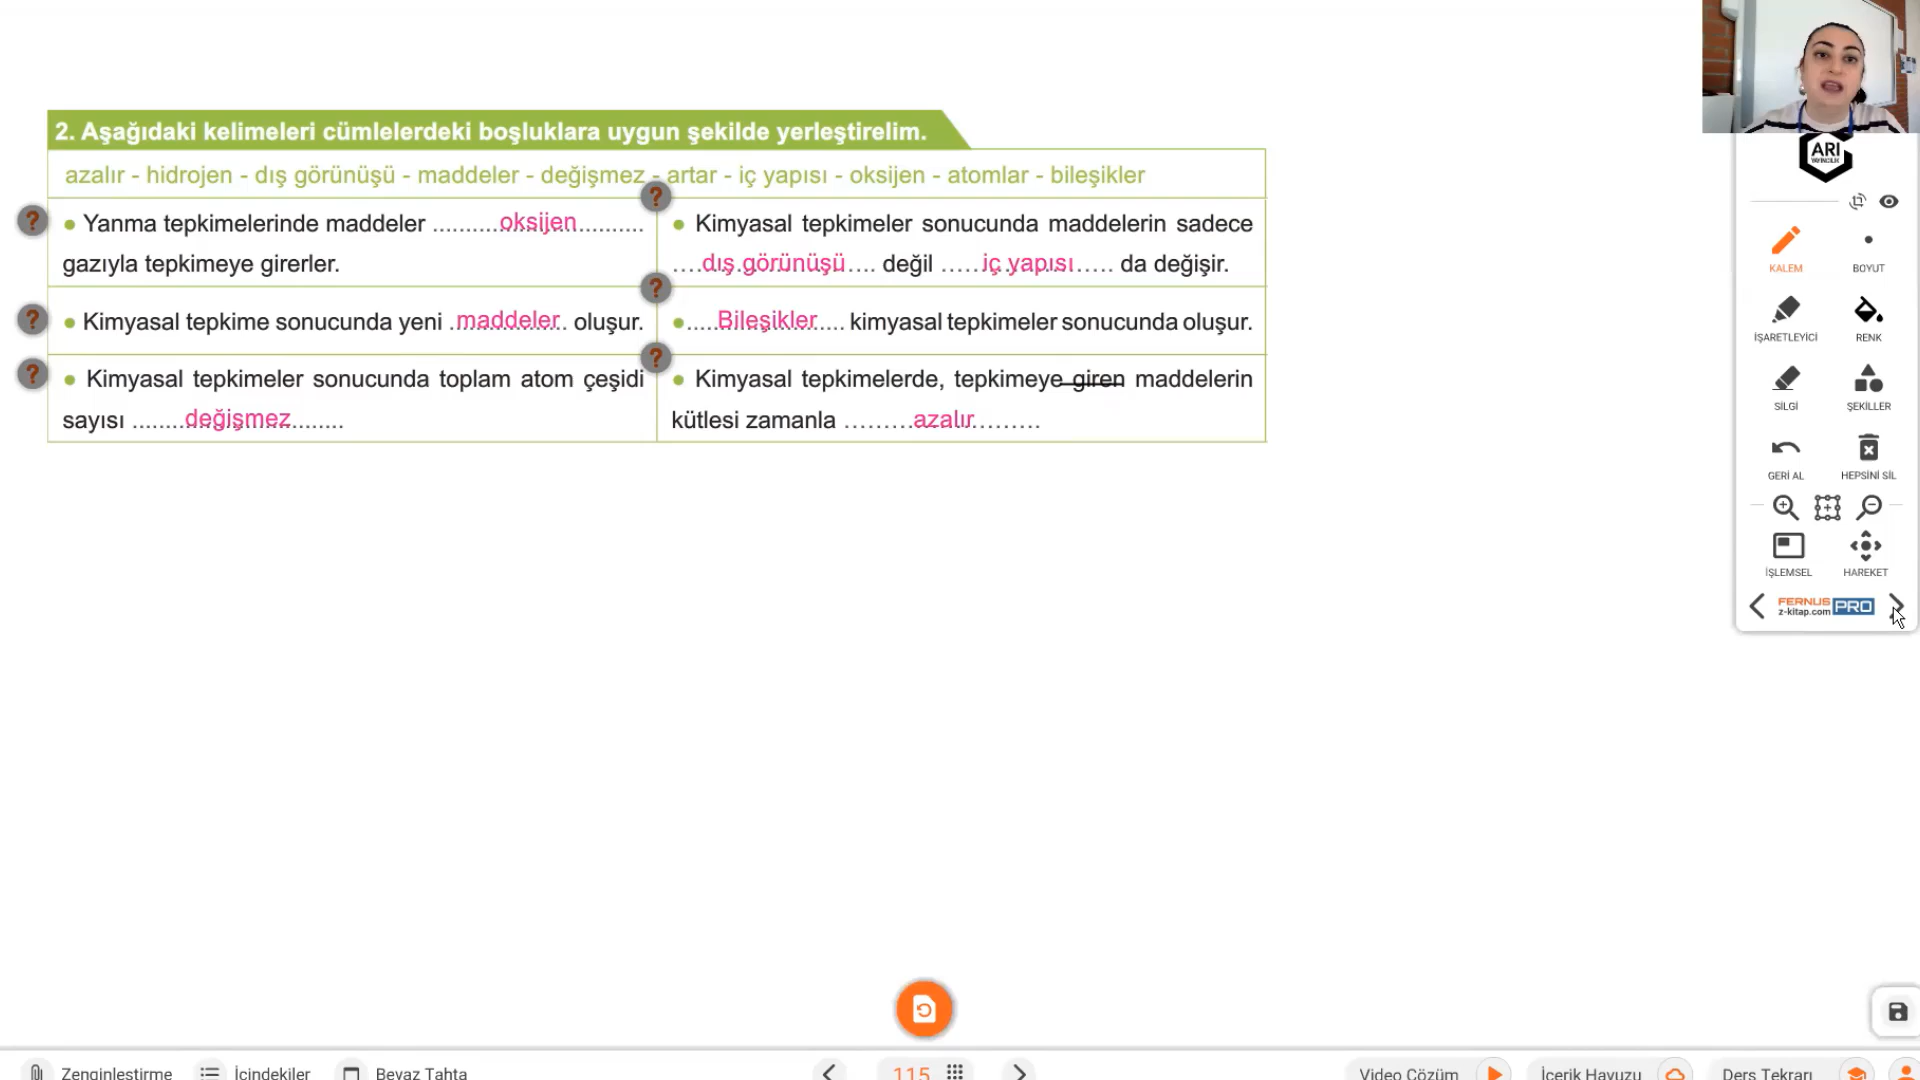 2. Aşağıdaki kelimeleri cümlelerdeki boşluklara uygun şekilde yerleştirelim.
azalır - hidrojen - dış görünüşü - maddeler - değişmez - artar - iç yapısı - oksijen - atomlar - bileşikler
? ● Yanma tepkimelerinde maddeler ..........oksijen..........
gazıyla tepkimeye girerler.
? ● Kimyasal tepkimeler sonucunda maddelerin sadece
....dış görünüşü.... değil .....iç yapısı..... da değişir.
? ● Kimyasal tepkime sonucunda yeni .maddeler. oluşur.
? ●.....Bileşikler.... kimyasal tepkimeler sonucunda oluşur.
? ● Kimyasal tepkimeler sonucunda toplam atom çeşidi
sayısı ........değişmez........
? ● Kimyasal tepkimelerde, tepkimeye giren maddelerin
kütlesi zamanla .........azalır..........
ARI
YAYINCILIK
KALEM
BOYUT
İŞARETLEYİCİ
RENK
SİLGİ
ŞEKİLLER
GERİ AL
HEPSİNİ SİL
İŞLEMSEL
HAREKET
FERNUS
z-kitap.com PRO
Zenginleştirme
İçindekiler
Beyaz Tahta
115
Video Çözüm
İçerik Havuzu
Ders Tekrarı